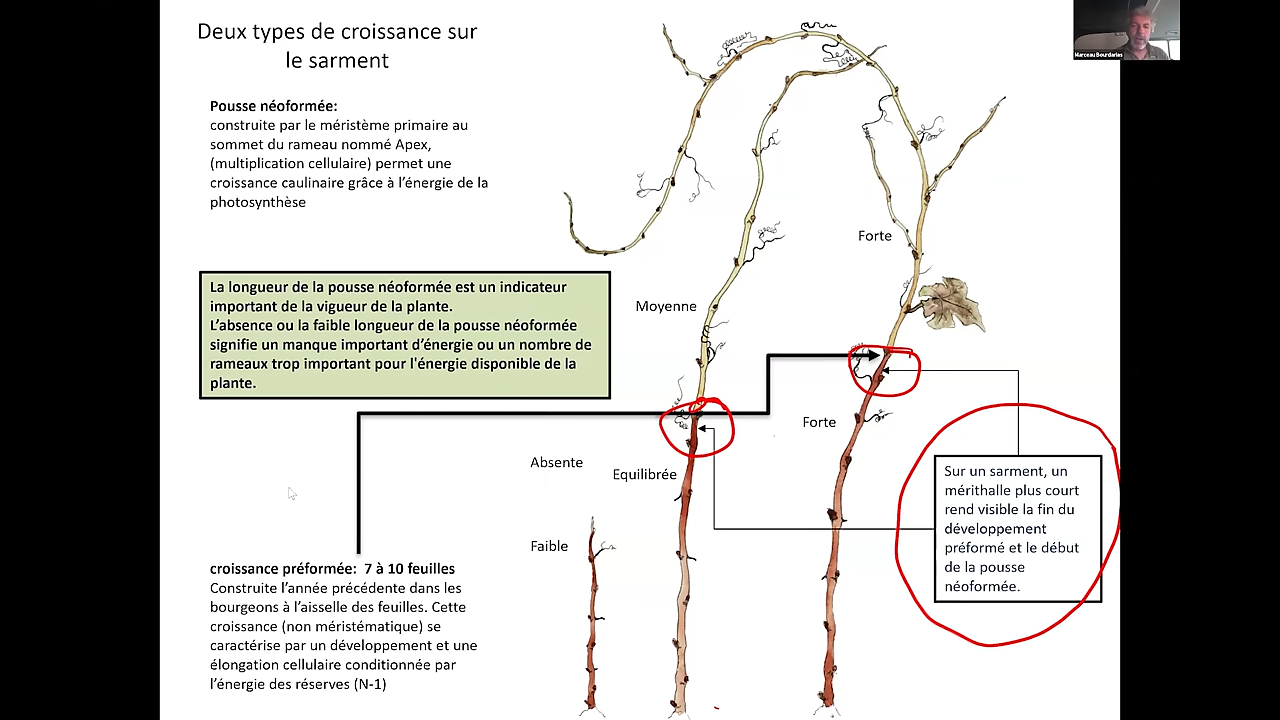 Deux types de croissance sur
le sarment
Marceau Bourdarias
Pousse néoformée:
construite par le méristème primaire au
sommet du rameau nommé Apex,
(multiplication cellulaire) permet une
croissance caulinaire grâce à l'énergie de la
photosynthèse
Forte
La longueur de la pousse néoformée est un indicateur
important de la vigueur de la plante.
L'absence ou la faible longueur de la pousse néoformée
signifie un manque important d'énergie ou un nombre de
rameaux trop important pour l'énergie disponible de la
plante.
Moyenne
Forte
Absente
Equilibrée
Faible
Sur un sarment, un
mérithalle plus court
rend visible la fin du
développement
préformé et le début
de la pousse
néoformée.
croissance préformée: 7 à 10 feuilles
Construite l'année précédente dans les
bourgeons à l'aisselle des feuilles. Cette
croissance (non méristématique) se
caractérise par un développement et une
élongation cellulaire conditionnée par
l'énergie des réserves (N-1)